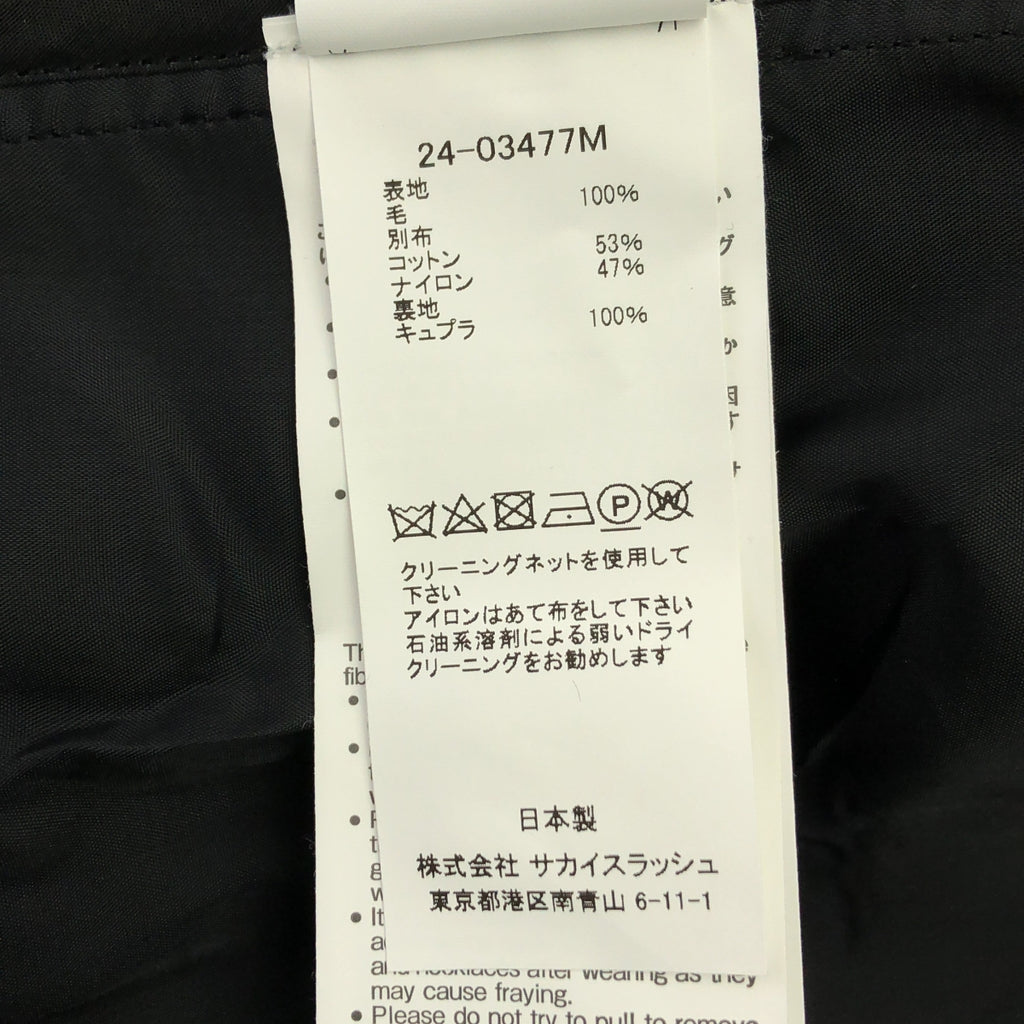 24-03477M
表地
毛 100%
別布
コットン 53%
ナイロン 47%
裏地
キュプラ 100%
P W
クリーニングネットを使用して
下さい
アイロンはあて布をして下さい
石油系溶剤による弱いドライ
クリーニングをお勧めします
日本製
株式会社 サカイスラッシュ
東京都港区南青山 6-11-1
and necklaces after wearing as they
may cause fraying.
• Please do not try to pull to remove